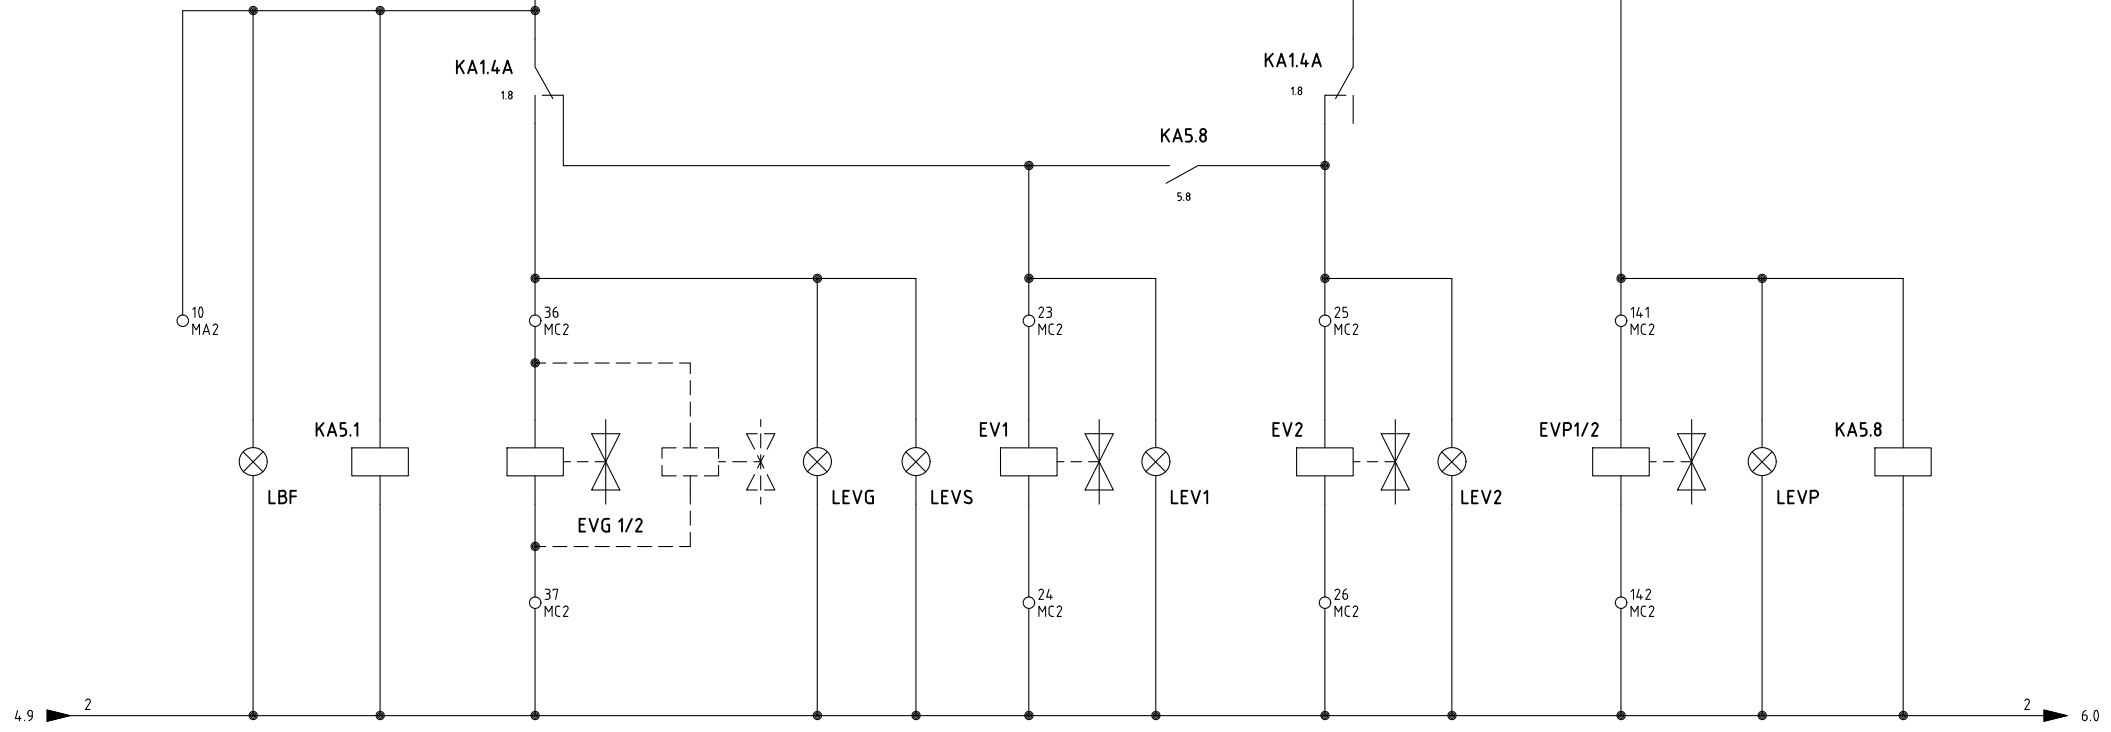 KA1.4A
1.8
KA1.4A
1.8
KA5.8
5.8
10
MA2
36
MC2
23
MC2
25
MC2
141
MC2
KA5.1
EV1
EV2
EVP1/2
KA5.8
LBF
LEVG
LEVS
LEV1
LEV2
LEVP
EVG 1/2
37
MC2
24
MC2
26
MC2
142
MC2
4.9
2
2
6.0